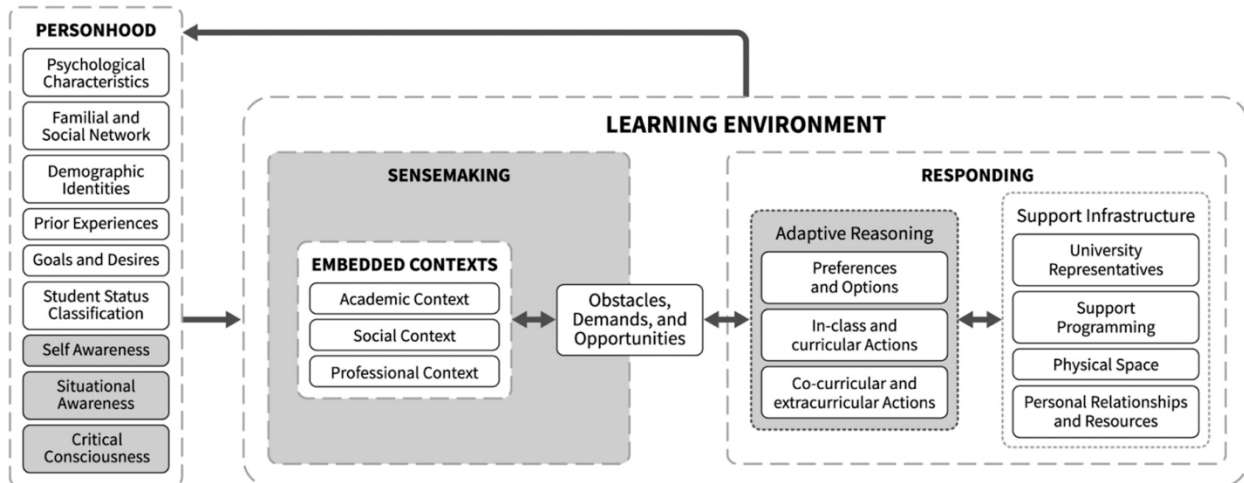 PERSONHOOD
Psychological
Characteristics
Familial and
Social Network
Demographic
Identities
Prior Experiences
Goals and Desires
Student Status
Classification
Self Awareness
Situational
Awareness
Critical
Consciousness
LEARNING ENVIRONMENT
SENSEMAKING
EMBEDDED CONTEXTS
Academic Context
Social Context
Professional Context
Obstacles,
Demands, and
Opportunities
RESPONDING
Adaptive Reasoning
Preferences
and Options
In-class and
curricular Actions
Co-curricular and
extracurricular Actions
Support Infrastructure
University
Representatives
Support
Programming
Physical Space
Personal Relationships
and Resources